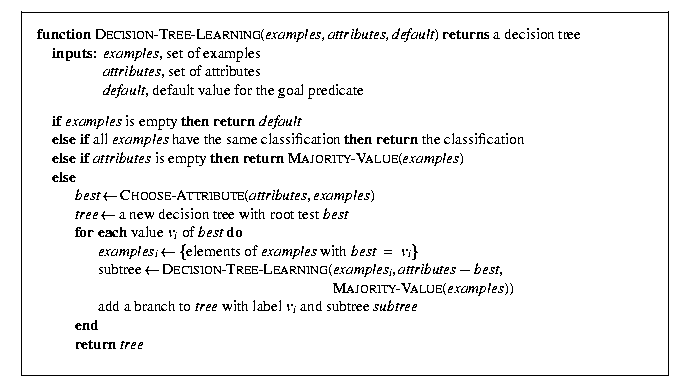 function DECISION-TREE-LEARNING(examples, attributes, default) returns a decision tree
inputs: examples, set of examples
attributes, set of attributes
default, default value for the goal predicate
if examples is empty then return default
else if all examples have the same classification then return the classification
else if attributes is empty then return MAJORITY-VALUE(examples)
else
best ← CHOOSE-ATTRIBUTE(attributes, examples)
tree ← a new decision tree with root test best
for each value vᵢ of best do
examplesᵢ ← {elements of examples with best = vᵢ}
subtree ← DECISION-TREE-LEARNING(examplesᵢ, attributes − best,
MAJORITY-VALUE(examples))
add a branch to tree with label vᵢ and subtree subtree
end
return tree